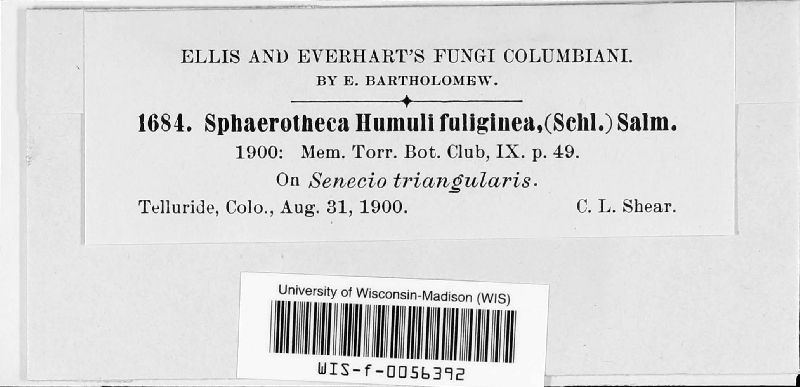 ELLIS AND EVERHART'S FUNGI COLUMBIANI.
BY E. BARTHOLOMEW.
1684. Sphaerotheca Humuli fuliginea,(Schl.) Salm.
1900: Mem. Torr. Bot. Club, IX. p. 49.
On Senecio triangularis.
Telluride, Colo., Aug. 31, 1900. C. L. Shear.
University of Wisconsin-Madison (WIS)
WIS-f-0056392